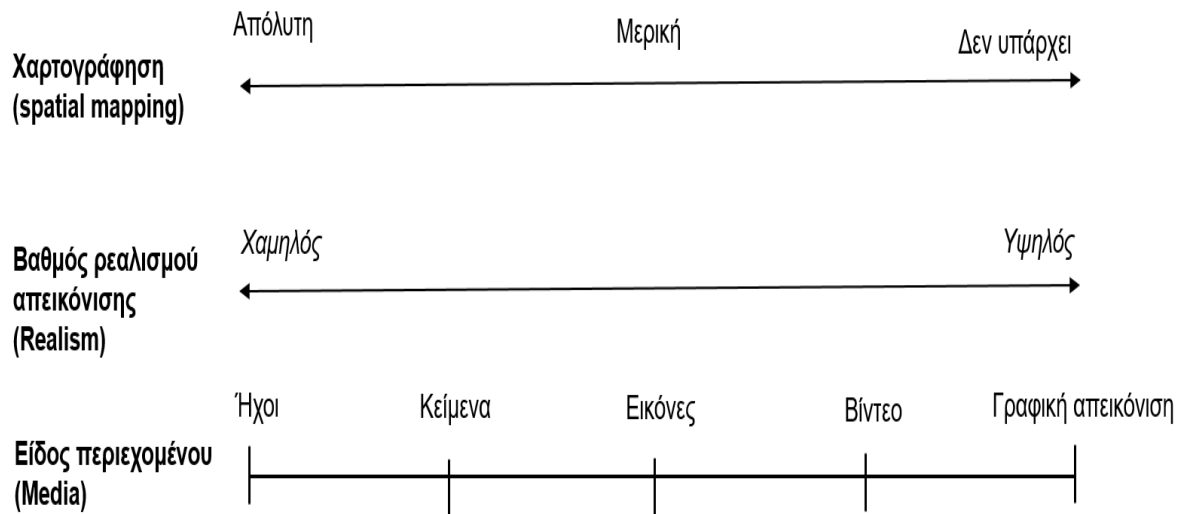 Απόλυτη Μερική Δεν υπάρχει
Χαρτογράφηση
(spatial mapping)
Χαμηλός Υψηλός
Βαθμός ρεαλισμού
απεικόνισης
(Realism)
Ήχοι Κείμενα Εικόνες Βίντεο Γραφική απεικόνιση
Είδος περιεχομένου
(Media)